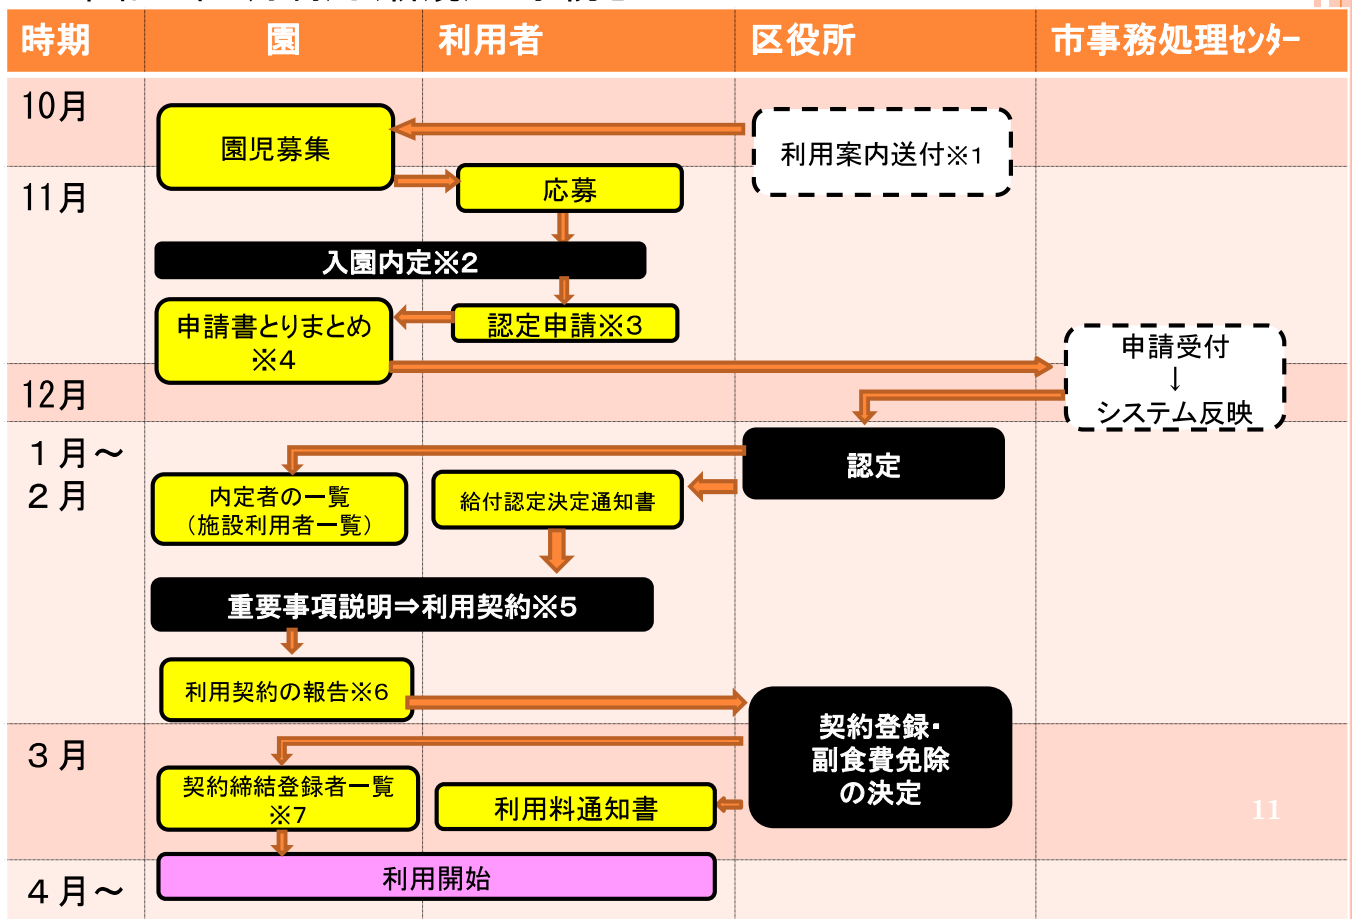 時期 園 利用者 区役所 市事務処理ｾﾝﾀｰ
10月
園児募集
利用案内送付※1
11月
応募
入園内定※2
申請書とりまとめ
※4
認定申請※3
申請受付
↓
システム反映
12月
１月～
２月
認定
内定者の一覧
（施設利用者一覧）
給付認定決定通知書
重要事項説明⇒利用契約※5
利用契約の報告※6
契約登録・
副食費免除
の決定
３月
契約締結登録者一覧
※7
利用料通知書
11
利用開始
４月～